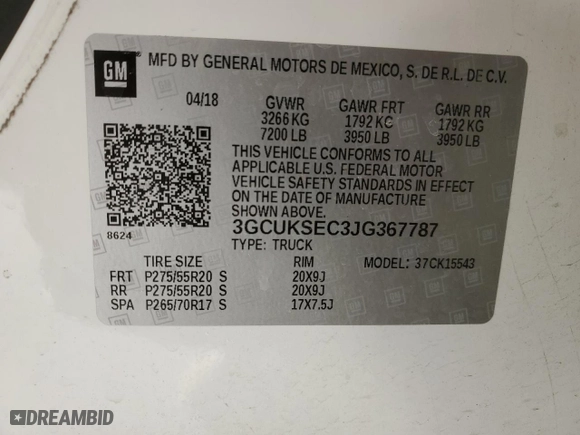 GM
MFD BY GENERAL MOTORS DE MEXICO, S. DE R.L. DE C.V.
04/18 GVWR GAWR FRT GAWR RR
3266 KG 1792 KG 1792 KG
7200 LB 3950 LB 3950 LB
THIS VEHICLE CONFORMS TO ALL
APPLICABLE U.S. FEDERAL MOTOR
VEHICLE SAFETY STANDARDS IN EFFECT
ON THE DATE OF MANUFACTURE
SHOWN ABOVE.
8624 3GCUKSEC3JG367787
TYPE: TRUCK
TIRE SIZE RIM MODEL: 37CK15543
FRT P275/55R20 S 20X9J
RR P275/55R20 S 20X9J
SPA P265/70R17 S 17X7.5J
DREAMBID